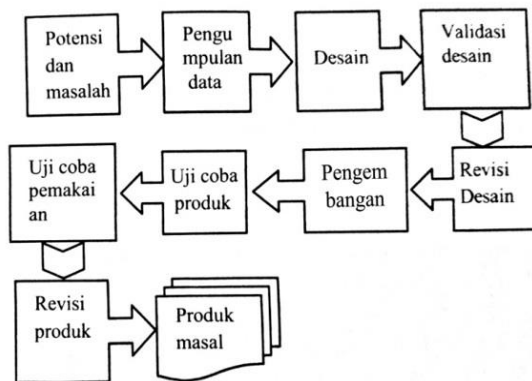 Potensi
dan
masalah
Pengu
mpulan
data
Desain
Validasi
desain
Revisi
Desain
Pengem
bangan
Uji coba
produk
Uji coba
pemakai
an
Revisi
produk
Produk
masal